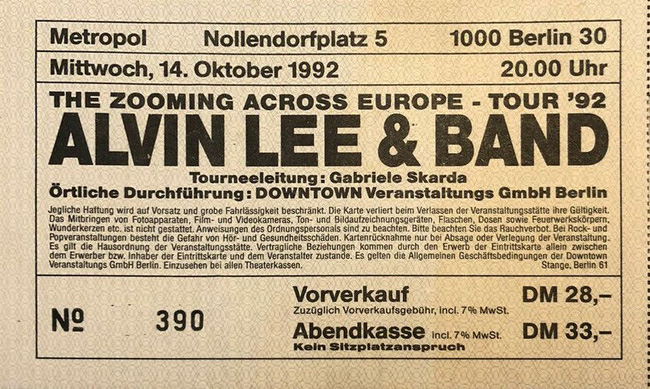 Metropol Nollendorfplatz 5 1000 Berlin 30
Mittwoch, 14. Oktober 1992 20.00 Uhr
THE ZOOMING ACROSS EUROPE - TOUR '92
ALVIN LEE & BAND
Tourneeleitung: Gabriele Skarda
Örtliche Durchführung: DOWNTOWN Veranstaltungs GmbH Berlin
Jegliche Haftung wird auf Vorsatz und grobe Fahrlässigkeit beschränkt. Die Karte verliert beim Verlassen der Veranstaltungsstätte ihre Gültigkeit.
Das Mitbringen von Fotoapparaten, Film- und Videokameras, Ton- und Bildaufzeichnungsgeräten, Flaschen, Dosen sowie Feuerwerkskörpern,
Wunderkerzen etc. ist nicht gestattet. Anweisungen des Ordnungspersonals sind zu beachten. Bitte beachten Sie das Rauchverbot. Bei Rock- und
Popveranstaltungen besteht die Gefahr von Hör- und Gesundheitsschäden. Kartenrücknahme nur bei Absage oder Verlegung der Veranstaltung.
Es gilt die Hausordnung der Veranstaltungsstätte. Vertragliche Beziehungen kommen durch den Erwerb der Eintrittskarte allein zwischen
dem Erwerber bzw. Inhaber der Eintrittskarte und dem Veranstalter zustande. Es gelten die Allgemeinen Geschäftsbedingungen der Downtown
Veranstaltungs GmbH Berlin. Einzusehen bei allen Theaterkassen. Stange, Berlin 61
Vorverkauf DM 28,–
Zuzüglich Vorverkaufsgebühr, incl. 7% MwSt.
Nº 390
Abendkasse incl. 7% MwSt. DM 33,–
Kein Sitzplatzanspruch